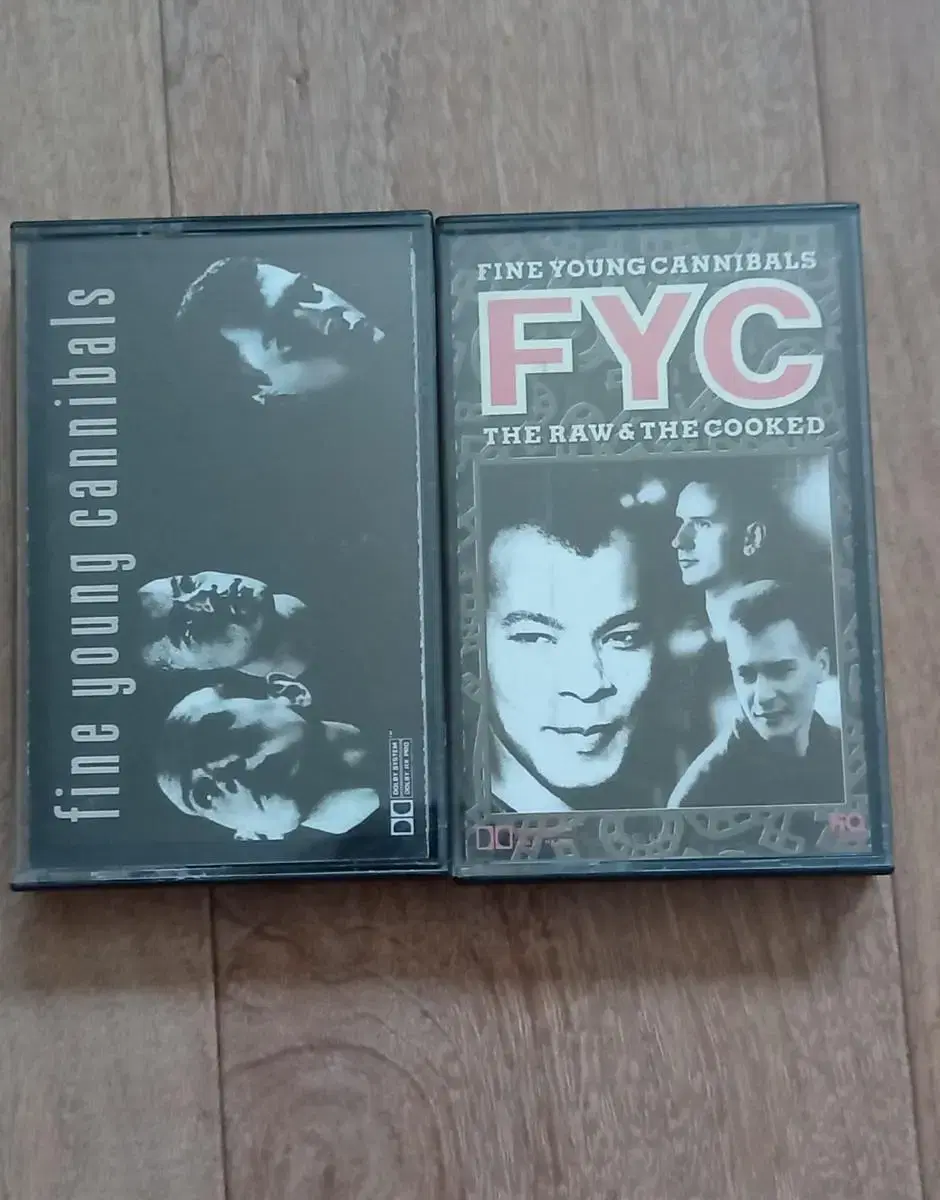 fine young cannibals
DOLBY SYSTEM
DOLBY HX PRO
FINE YOUNG CANNIBALS
FYC
THE RAW & THE COOKED